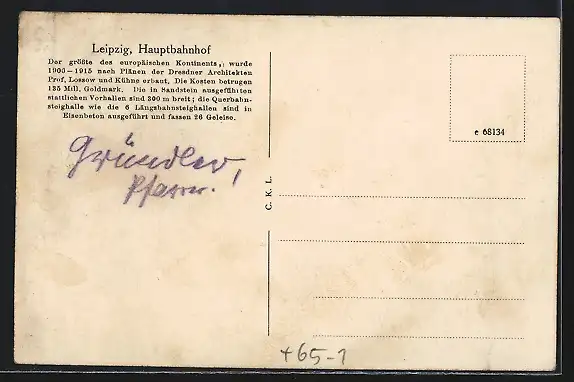 Leipzig, Hauptbahnhof
Der größte des europäischen Kontinents,; wurde
1900–1915 nach Plänen der Dresdner Architekten
Prof. Lossow und Kühne erbaut. Die Kosten betrugen
135 Mill. Goldmark. Die in Sandstein ausgeführten
stattlichen Vorhallen sind 300 m breit; die Querbahn-
steighalle wie die 6 Längsbahnsteighallen sind in
Eisenbeton ausgeführt und fassen 26 Geleise.
Gründler,
Pfarrer.
C. K. L.
e 68134
+65-1